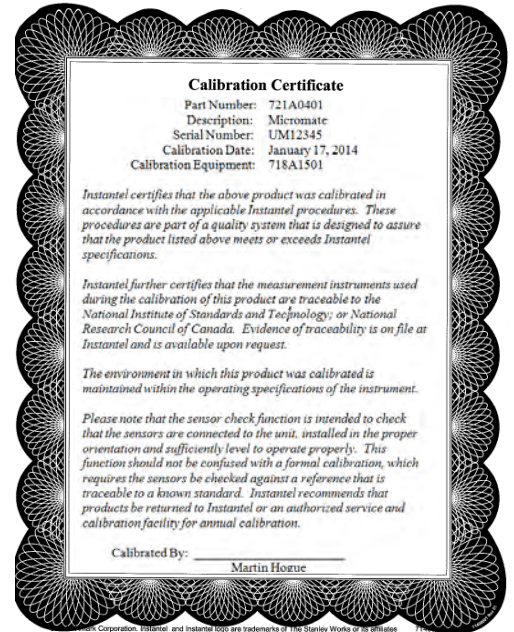 Calibration Certificate
Part Number: 721A0401
Description: Micromate
Serial Number: UM12345
Calibration Date: January 17, 2014
Calibration Equipment: 718A1501
Instantel certifies that the above product was calibrated in
accordance with the applicable Instantel procedures. These
procedures are part of a quality system that is designed to assure
that the product listed above meets or exceeds Instantel
specifications.
Instantel further certifies that the measurement instruments used
during the calibration of this product are traceable to the
National Institute of Standards and Technology; or National
Research Council of Canada. Evidence of traceability is on file at
Instantel and is available upon request.
The environment in which this product was calibrated is
maintained within the operating specifications of the instrument.
Please note that the sensor check function is intended to check
that the sensors are connected to the unit, installed in the proper
orientation and sufficiently level to operate properly. This
function should not be confused with a formal calibration, which
requires the sensors be checked against a reference that is
traceable to a known standard. Instantel recommends that
products be returned to Instantel or an authorized service and
calibration facility for annual calibration.
Calibrated By:
Martin Hogue
Corporation. Instantel and Instantel logo are trademarks of The Stanley Works or its affiliates